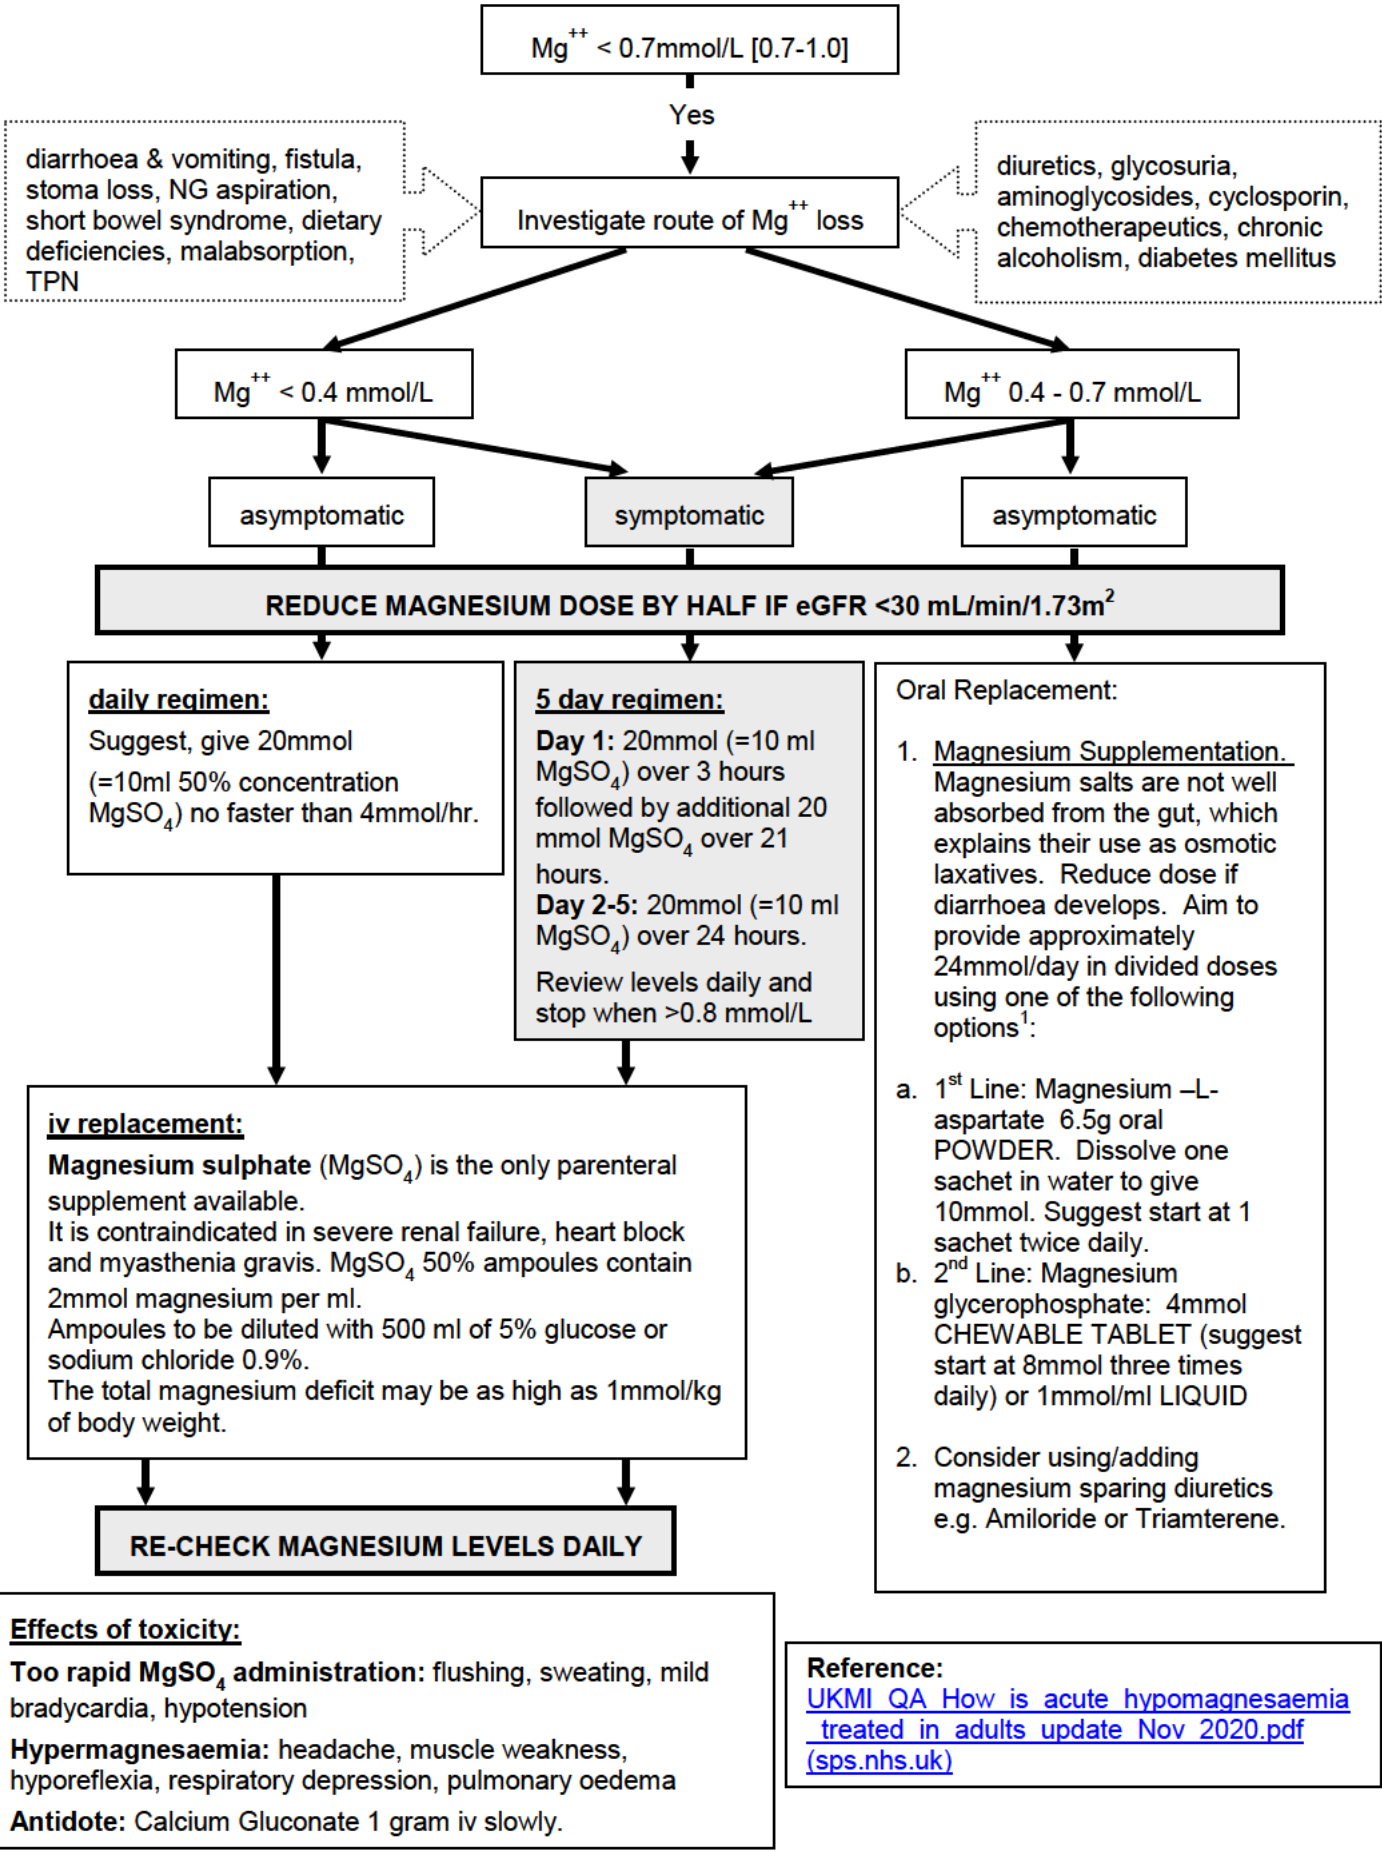 Mg++ < 0.7mmol/L [0.7-1.0]
Yes
diarrhoea & vomiting, fistula,
stoma loss, NG aspiration,
short bowel syndrome, dietary
deficiencies, malabsorption,
TPN
Investigate route of Mg++ loss
diuretics, glycosuria,
aminoglycosides, cyclosporin,
chemotherapeutics, chronic
alcoholism, diabetes mellitus
Mg++ < 0.4 mmol/L
Mg++ 0.4 - 0.7 mmol/L
asymptomatic
symptomatic
asymptomatic
REDUCE MAGNESIUM DOSE BY HALF IF eGFR <30 mL/min/1.73m2
daily regimen:
Suggest, give 20mmol
(=10ml 50% concentration
MgSO4) no faster than 4mmol/hr.
5 day regimen:
Day 1: 20mmol (=10 ml
MgSO4) over 3 hours
followed by additional 20
mmol MgSO4 over 21
hours.
Day 2-5: 20mmol (=10 ml
MgSO4) over 24 hours.
Review levels daily and
stop when >0.8 mmol/L
Oral Replacement:
1. Magnesium Supplementation.
Magnesium salts are not well
absorbed from the gut, which
explains their use as osmotic
laxatives. Reduce dose if
diarrhoea develops. Aim to
provide approximately
24mmol/day in divided doses
using one of the following
options1:
a. 1st Line: Magnesium –L-
aspartate 6.5g oral
POWDER. Dissolve one
sachet in water to give
10mmol. Suggest start at 1
sachet twice daily.
b. 2nd Line: Magnesium
glycerophosphate: 4mmol
CHEWABLE TABLET (suggest
start at 8mmol three times
daily) or 1mmol/ml LIQUID
2. Consider using/adding
magnesium sparing diuretics
e.g. Amiloride or Triamterene.
iv replacement:
Magnesium sulphate (MgSO4) is the only parenteral
supplement available.
It is contraindicated in severe renal failure, heart block
and myasthenia gravis. MgSO4 50% ampoules contain
2mmol magnesium per ml.
Ampoules to be diluted with 500 ml of 5% glucose or
sodium chloride 0.9%.
The total magnesium deficit may be as high as 1mmol/kg
of body weight.
RE-CHECK MAGNESIUM LEVELS DAILY
Effects of toxicity:
Too rapid MgSO4 administration: flushing, sweating, mild
bradycardia, hypotension
Hypermagnesaemia: headache, muscle weakness,
hyporeflexia, respiratory depression, pulmonary oedema
Antidote: Calcium Gluconate 1 gram iv slowly.
Reference:
UKMI_QA_How_is_acute_hypomagnesaemia
_treated_in_adults_update_Nov_2020.pdf
(sps.nhs.uk)